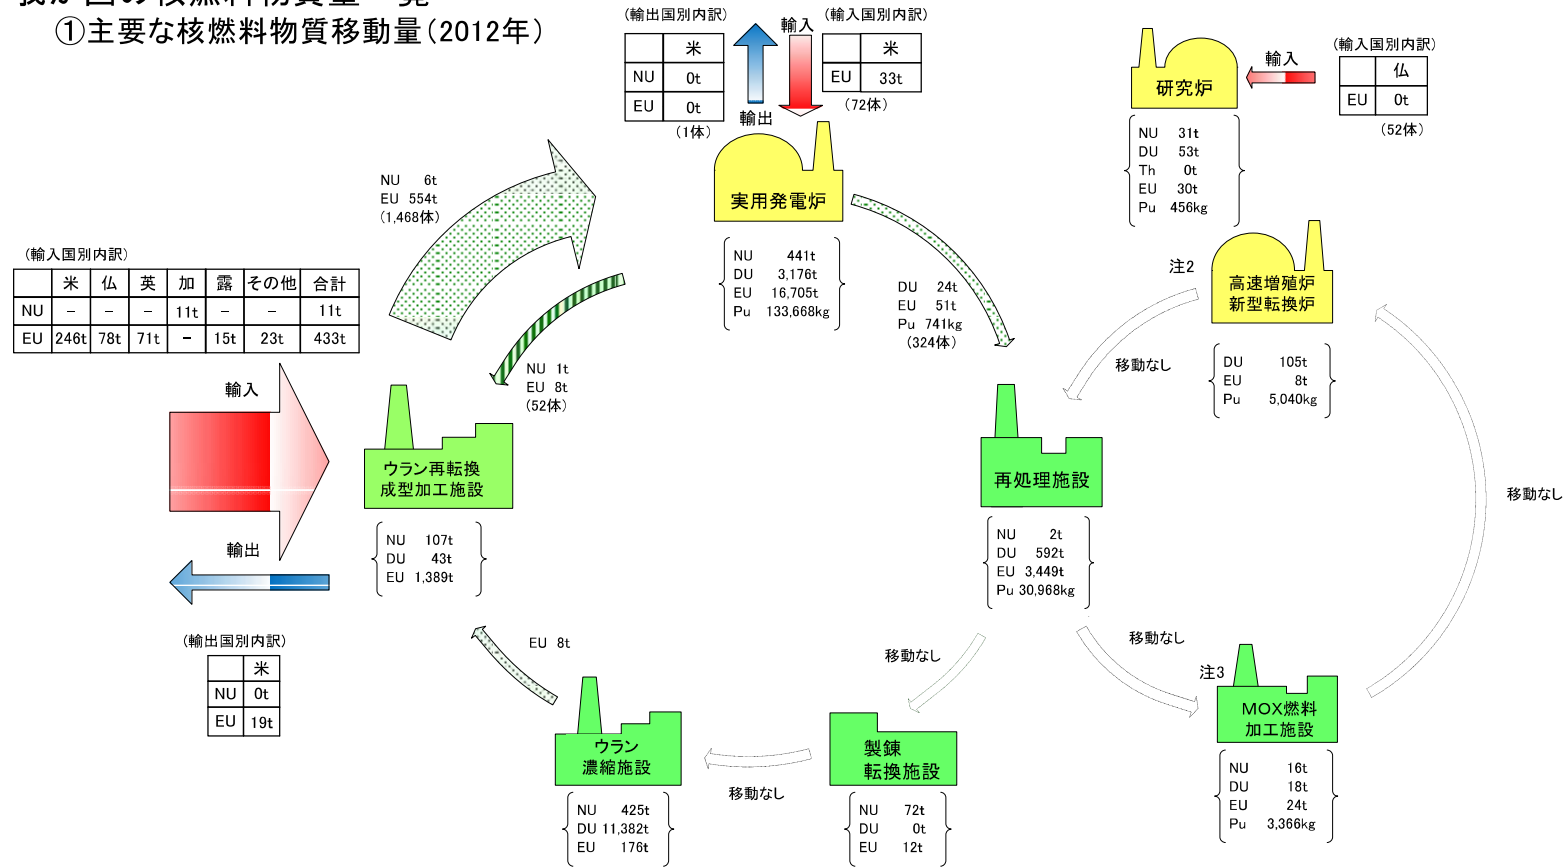 ①主要な核燃料物質移動量(2012年)
(輸出国別内訳)
米
NU 0t
EU 0t
(1体)
輸出
輸入
(輸入国別内訳)
米
EU 33t
(72体)
研究炉
輸入
(輸入国別内訳)
仏
EU 0t
(52体)
NU 31t
DU 53t
Th 0t
EU 30t
Pu 456kg
NU 6t
EU 554t
(1,468体)
実用発電炉
NU 441t
DU 3,176t
EU 16,705t
Pu 133,668kg
DU 24t
EU 51t
Pu 741kg
(324体)
注2
高速増殖炉
新型転換炉
DU 105t
EU 8t
Pu 5,040kg
移動なし
(輸入国別内訳)
米 仏 英 加 露 その他 合計
NU - - - 11t - - 11t
EU 246t 78t 71t - 15t 23t 433t
輸入
NU 1t
EU 8t
(52体)
ウラン再転換
成型加工施設
NU 107t
DU 43t
EU 1,389t
輸出
(輸出国別内訳)
米
NU 0t
EU 19t
再処理施設
NU 2t
DU 592t
EU 3,449t
Pu 30,968kg
移動なし
EU 8t
移動なし
移動なし
注3
MOX燃料
加工施設
NU 16t
DU 18t
EU 24t
Pu 3,366kg
ウラン
濃縮施設
NU 425t
DU 11,382t
EU 176t
移動なし
製錬
転換施設
NU 72t
DU 0t
EU 12t